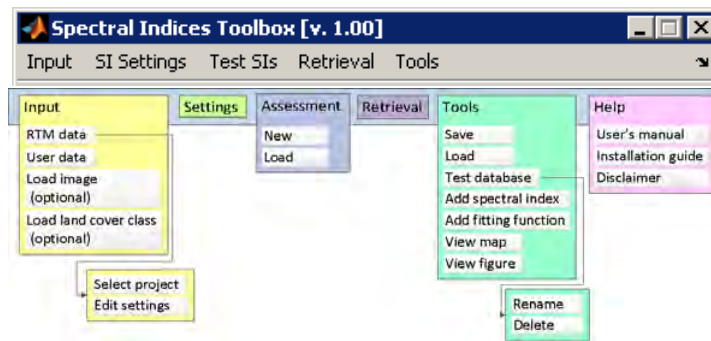 Spectral Indices Toolbox [v. 1.00]
Input SI Settings Test SIs Retrieval Tools
Input
RTM data
User data
Load image
(optional)
Load land cover class
(optional)
Select project
Edit settings
Settings
Assessment
New
Load
Retrieval
Tools
Save
Load
Test database
Add spectral index
Add fitting function
View map
View figure
Rename
Delete
Help
User's manual
Installation guide
Disclaimer